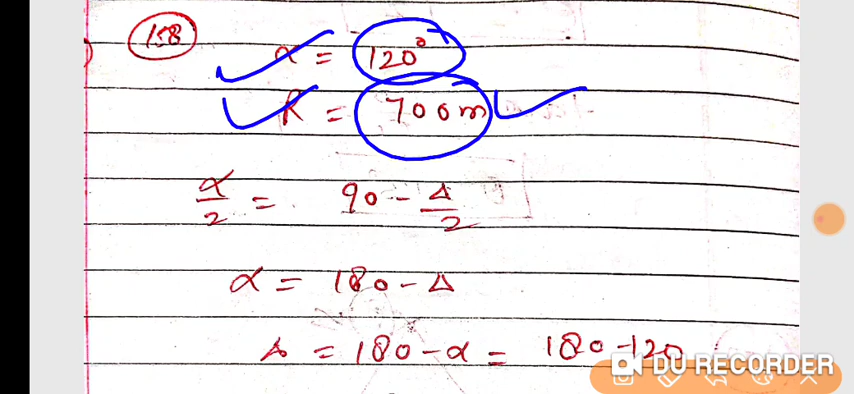 158
α = 120°
R = 700m
α/2 = 90 - Δ/2
α = 180 - Δ
Δ = 180 - α = 180 - 120
DU RECORDER